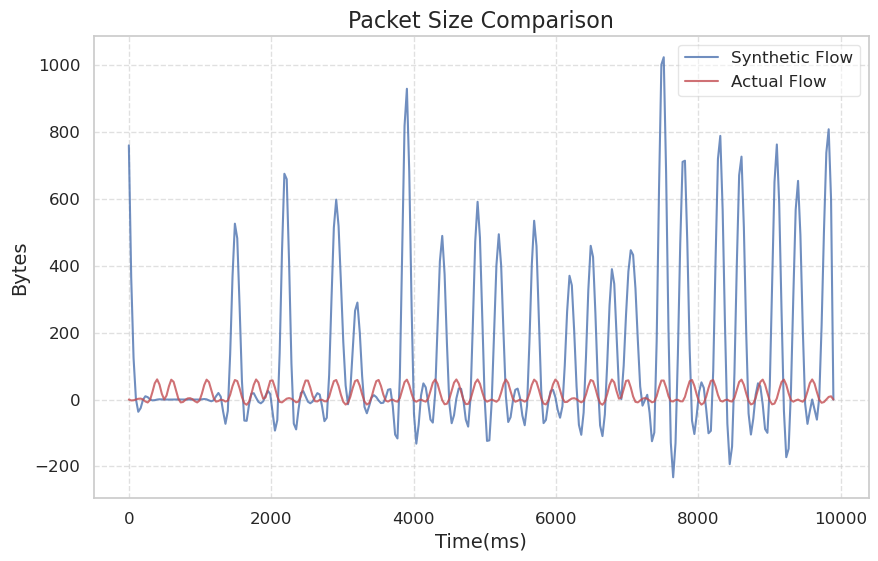 Packet Size Comparison
Synthetic Flow
Actual Flow
Bytes
1000
800
600
400
200
0
−200
0
2000
4000
6000
8000
10000
Time(ms)